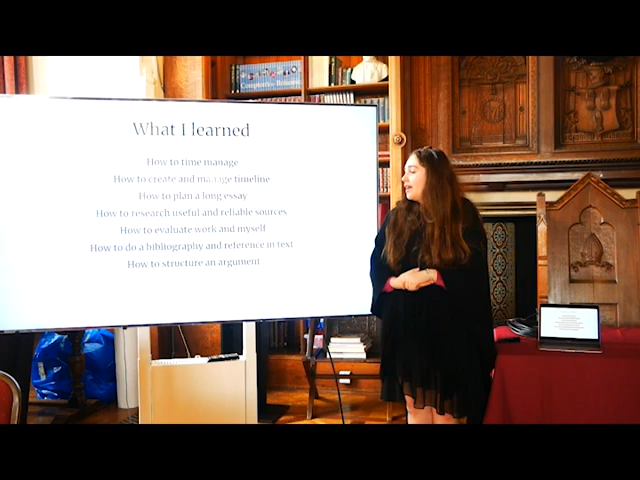 What I learned
How to time manage
How to create and manage timeline
How to plan a long essay
How to research useful and reliable sources
How to evaluate work and myself
How to do a bibliography and reference in text
How to structure an argument